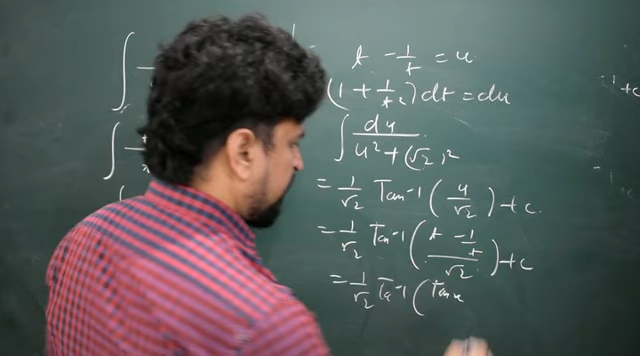 t - 1/t = u
(1 + 1/t²) dt = du
∫ du / u² + (√2)²
= 1/√2 Tan⁻¹ ( u/√2 ) + c.
= 1/√2 Tan⁻¹ ( t - 1/t / √2 ) + c
= 1/√2 Tan⁻¹ ( Tan x